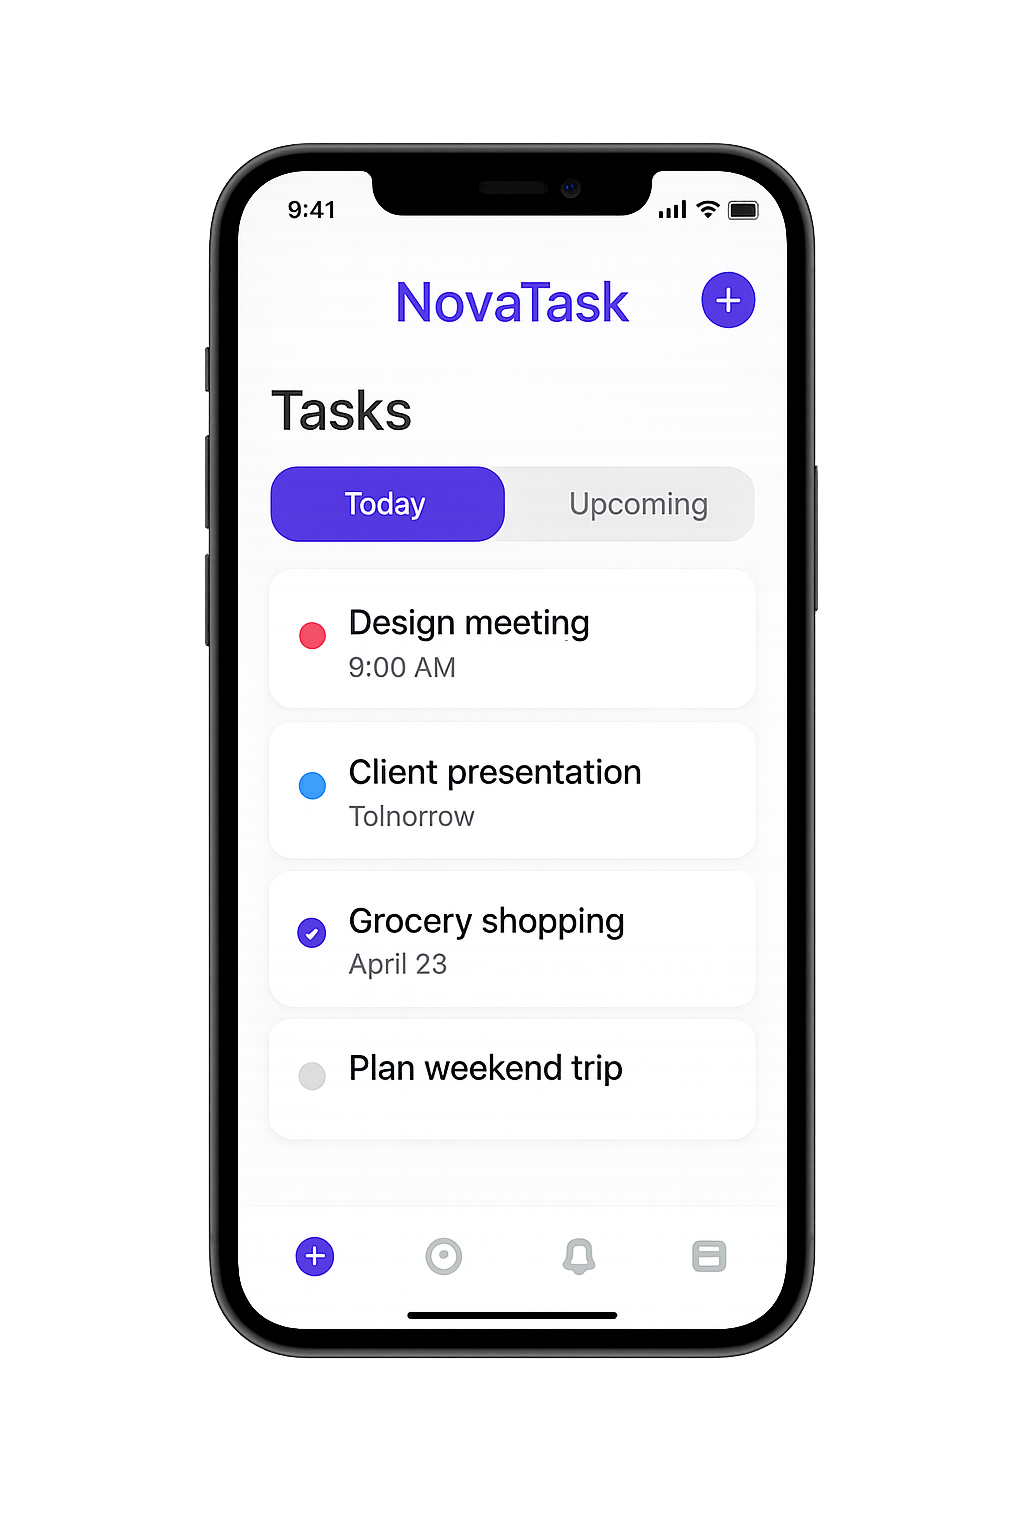 9:41
NovaTask
Tasks
Today Upcoming
Design meeting
9:00 AM
Client presentation
Tolnorrow
Grocery shopping
April 23
Plan weekend trip